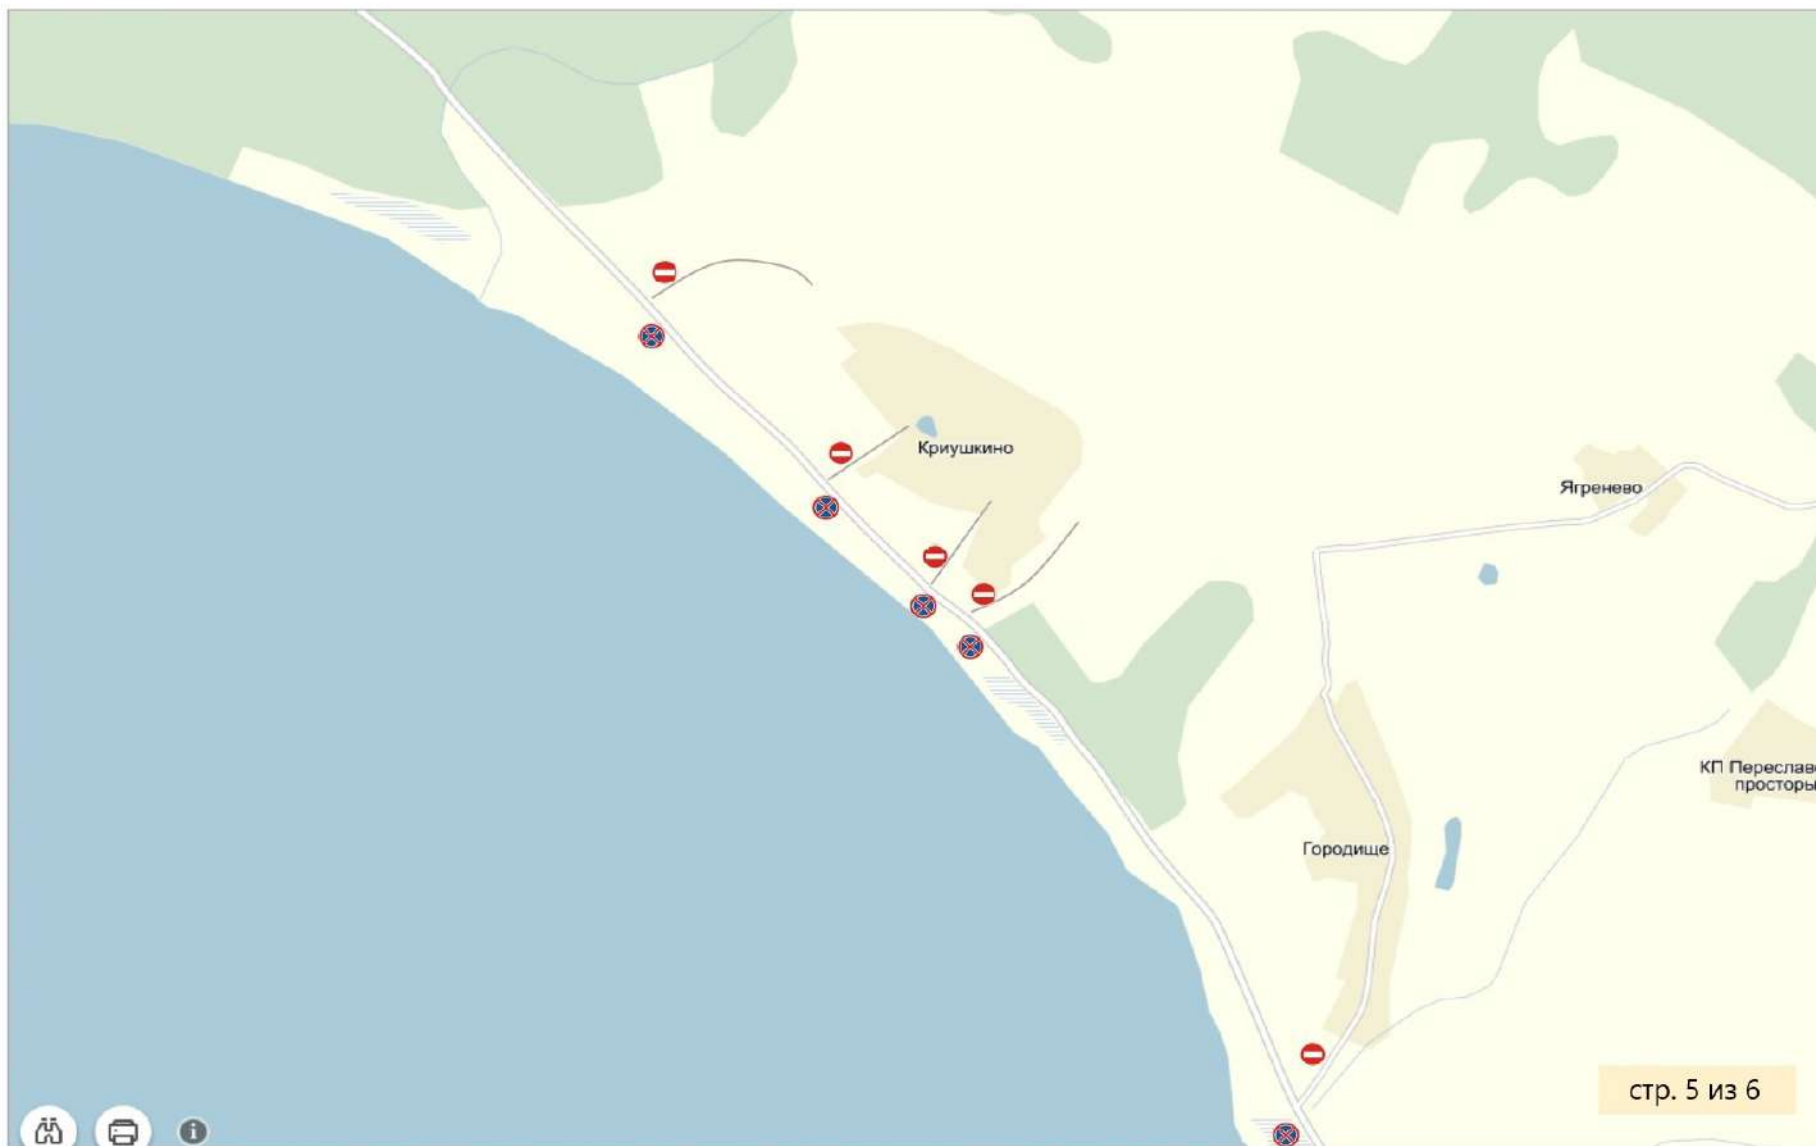 Криушкино
Ягренево
КП Переслав
просторы
Городище
стр. 5 из 6